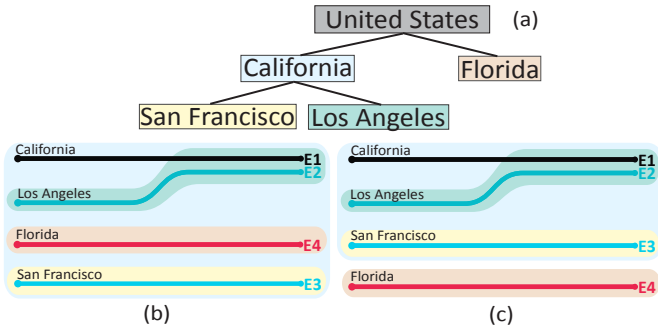 United States (a)
California Florida
San Francisco Los Angeles
California
E1
E2
Los Angeles
Florida
E4
San Francisco
E3
(b)
California
E1
E2
Los Angeles
San Francisco
E3
Florida
E4
(c)